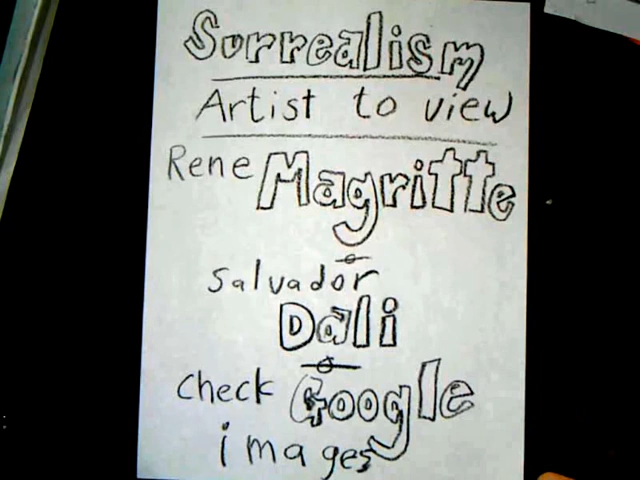 Surrealism
Artist to view
Rene Magritte
Salvador
Dali
check Google
images